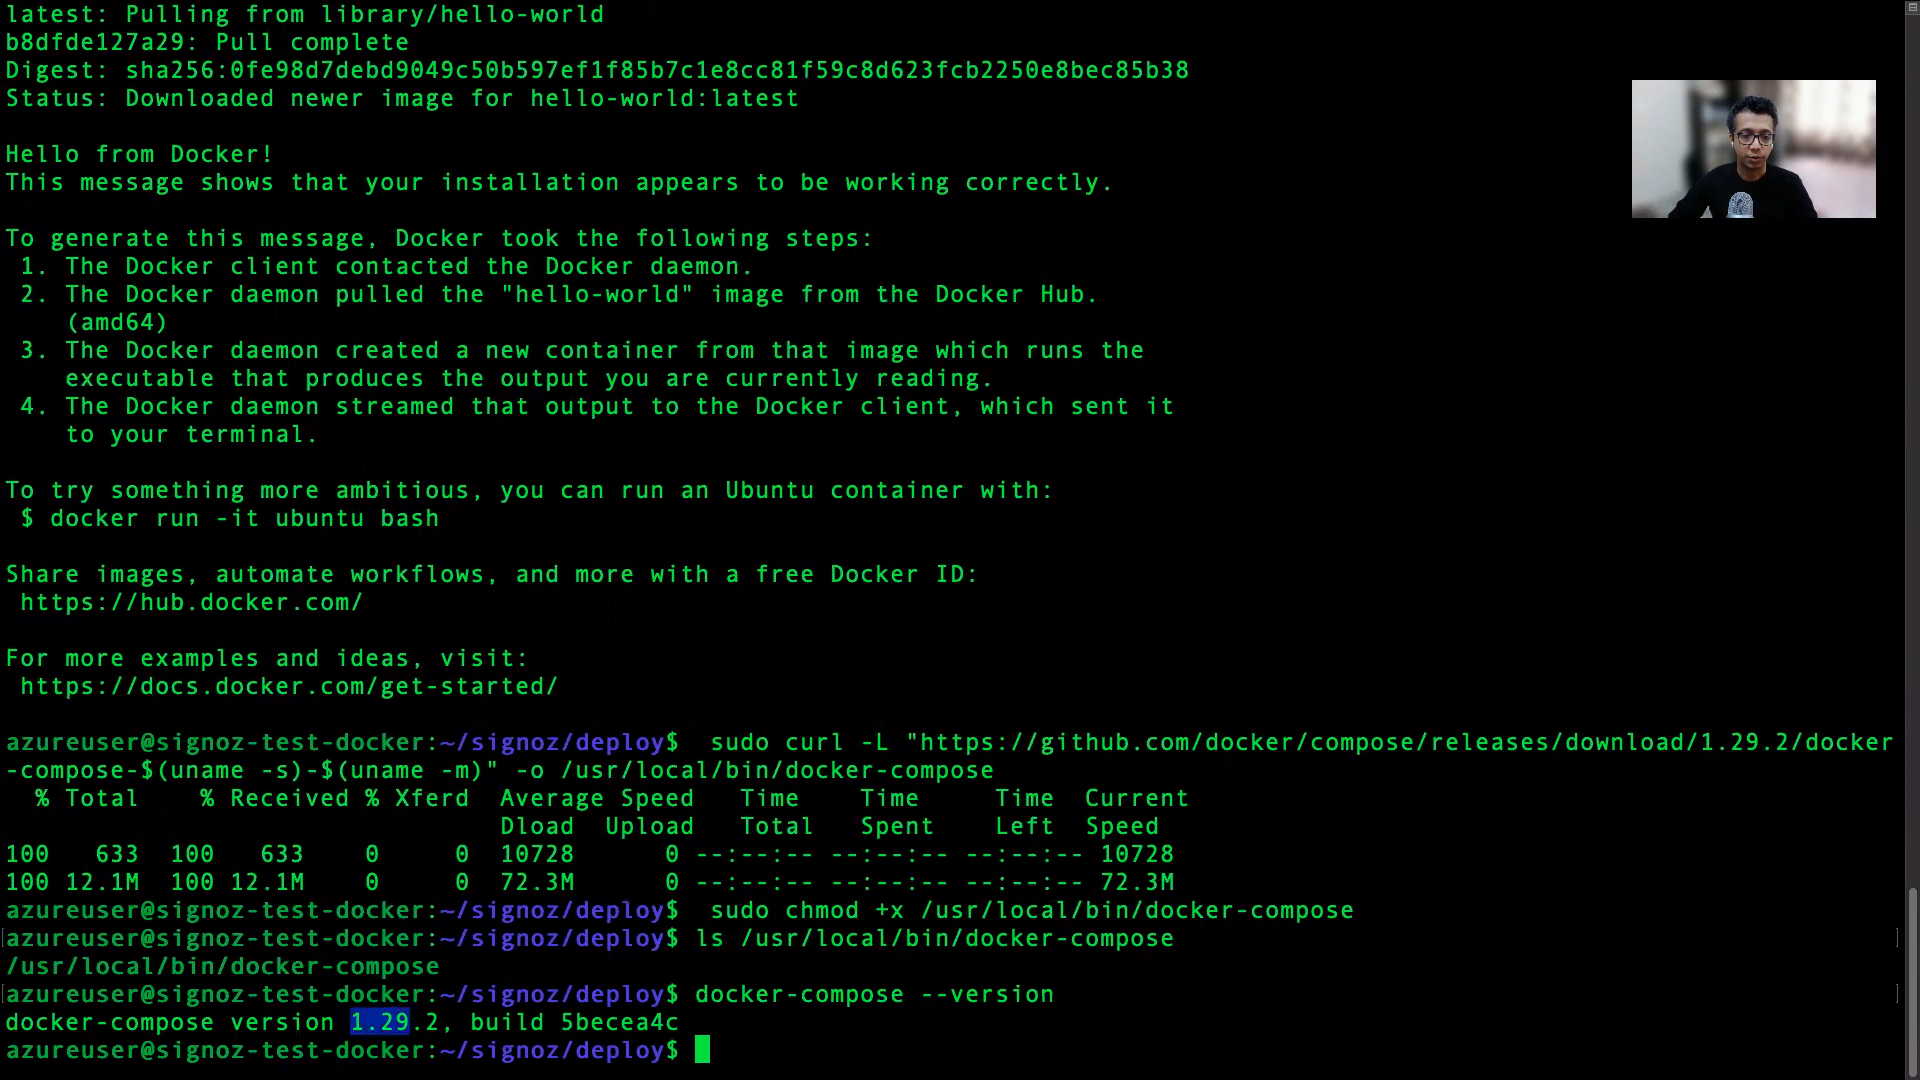 latest: Pulling from library/hello-world
b8dfde127a29: Pull complete
Digest: sha256:0fe98d7debd9049c50b597ef1f85b7c1e8cc81f59c8d623fcb2250e8bec85b38
Status: Downloaded newer image for hello-world:latest
Hello from Docker!
This message shows that your installation appears to be working correctly.
To generate this message, Docker took the following steps:
1. The Docker client contacted the Docker daemon.
2. The Docker daemon pulled the "hello-world" image from the Docker Hub.
(amd64)
3. The Docker daemon created a new container from that image which runs the
executable that produces the output you are currently reading.
4. The Docker daemon streamed that output to the Docker client, which sent it
to your terminal.
To try something more ambitious, you can run an Ubuntu container with:
$ docker run -it ubuntu bash
Share images, automate workflows, and more with a free Docker ID:
https://hub.docker.com/
For more examples and ideas, visit:
https://docs.docker.com/get-started/
azureuser@signoz-test-docker:~/signoz/deploy$  sudo curl -L "https://github.com/docker/compose/releases/download/1.29.2/docker
-compose-$(uname -s)-$(uname -m)" -o /usr/local/bin/docker-compose
% Total    % Received % Xferd  Average Speed   Time    Time     Time  Current
Dload  Upload   Total   Spent    Left  Speed
100   633  100   633    0     0  10728      0 --:--:-- --:--:-- --:--:-- 10728
100 12.1M  100 12.1M    0     0  72.3M      0 --:--:-- --:--:-- --:--:-- 72.3M
azureuser@signoz-test-docker:~/signoz/deploy$  sudo chmod +x /usr/local/bin/docker-compose
azureuser@signoz-test-docker:~/signoz/deploy$ ls /usr/local/bin/docker-compose
/usr/local/bin/docker-compose
azureuser@signoz-test-docker:~/signoz/deploy$ docker-compose --version
docker-compose version 1.29.2, build 5becea4c
azureuser@signoz-test-docker:~/signoz/deploy$